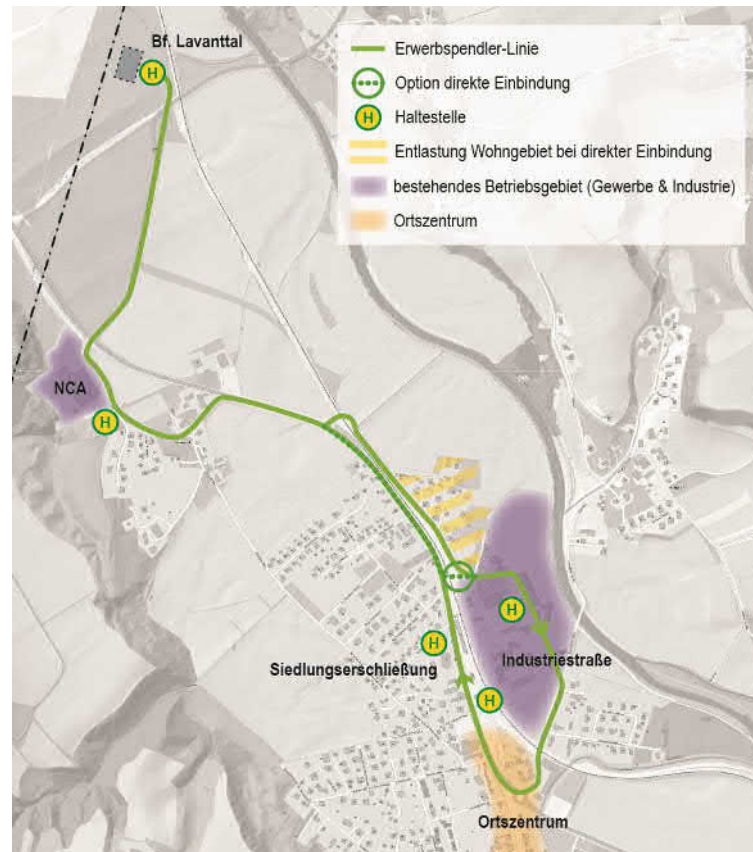 Bf. Lavanttal
H
Erwerbspendler-Linie
Option direkte Einbindung
H
Haltestelle
Entlastung Wohngebiet bei direkter Einbindung
bestehendes Betriebsgebiet (Gewerbe & Industrie)
Ortszentrum
NCA
H
H
H
Siedlungserschließung
Industriestraße
H
Ortszentrum